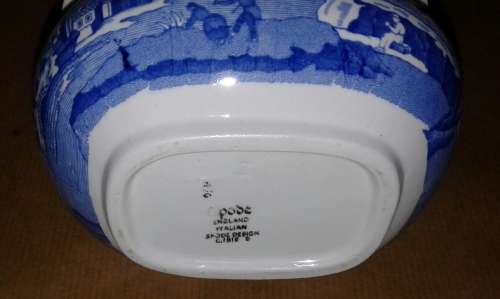 Spode
ENGLAND
ITALIAN
SPODE DESIGN
C.1816